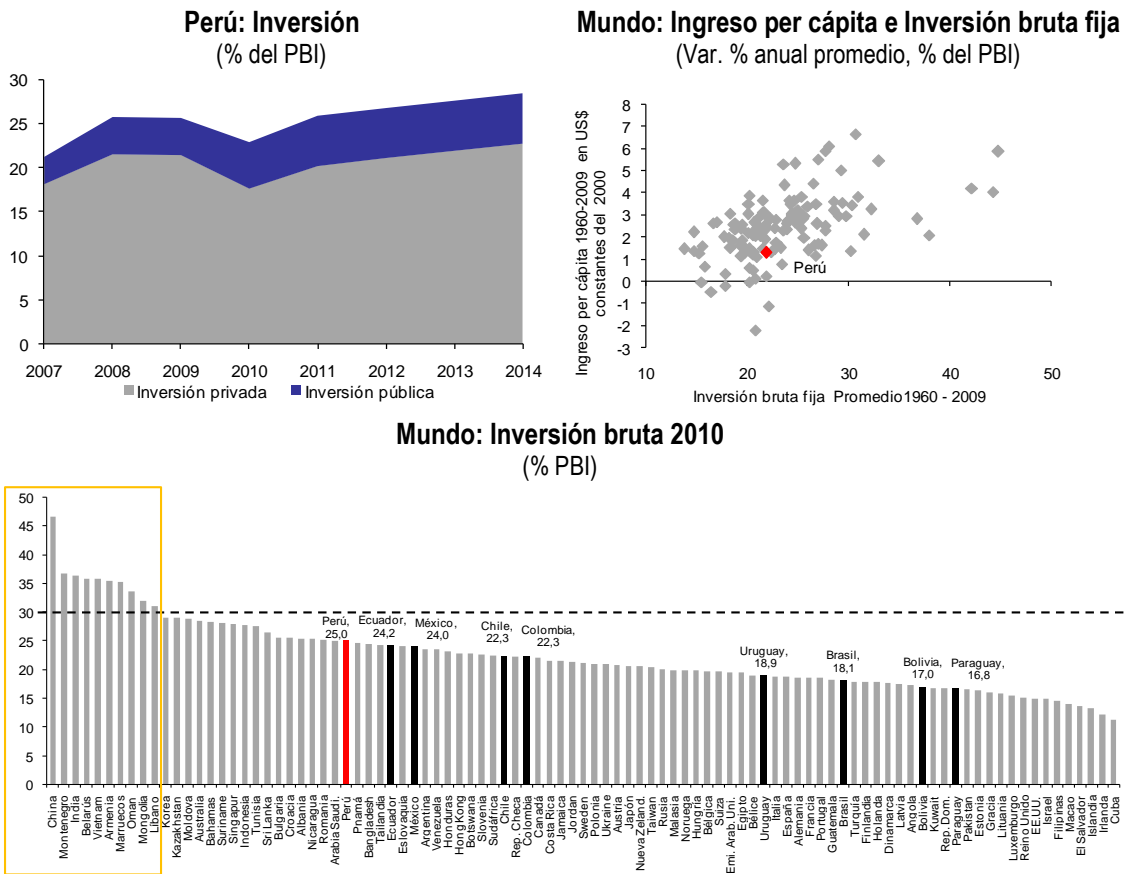 Perú: Inversión
(% del PBI)
30
25
20
15
10
5
0
2007 2008 2009 2010 2011 2012 2013 2014
Inversión privada Inversión pública
Mundo: Ingreso per cápita e Inversión bruta fija
(Var. % anual promedio, % del PBI)
Ingreso per cápita 1960-2009 en US$
constantes del 2000
8
7
6
5
4
3
2
1
0
-1
-2
-3
Perú
10 20 30 40 50
Inversión bruta fija Promedio1960 - 2009
Mundo: Inversión bruta 2010
(% PBI)
50
45
40
35
30
25
20
15
10
5
0
Perú,
25,0
Ecuador,
24,2
México,
24,0
Chile,
22,3
Colombia,
22,3
Uruguay,
18,9
Brasil,
18,1
Bolivia,
17,0
Paraguay,
16,8
China
Montenegro
India
Belarús
Vietnam
Armenia
Marruecos
Oman
Mongolia
Libano
Korea
Kazakhstan
Moldova
Australia
Bahamas
Suriname
Singapur
Indonesia
Tunisia
Sri Lanka
Bulgaria
Croacia
Albania
Nicaragua
Romania
Arabia Saudí.
Perú
Pnamá
Bangladesh
Tailandia
Ecuador
Eslovaquia
México
Argentina
Venezuela
Honduras
Hong Kong
Botswana
Slovenia
Sudáfrica
Rep. Checa
Chile
Colombia
Canadá
Costa Rica
Jamaica
Jordan
Sweden
Polonia
Ukraine
Austria
Japón
Nueva Zeland.
Taiwan
Rusia
Malasia
Noruega
Hungría
Bélgica
Suiza
Emi. Arab. Uni.
Egipto
Bélice
Uruguay
Italia
España
Alemania
Francia
Portugal
Guatemala
Brasil
Turquia
Finlandia
Holanda
Dinamarca
Latvia
Angola
Bolivia
Kuwait
Rep. Dom.
Paraguay
Pakistan
Estonia
Gracia
Lituania
Luxemburgo
Reino Unido
EE.UU.
Israel
Filipinas
Macao
El Salvador
Islandia
Irlanda
Cuba